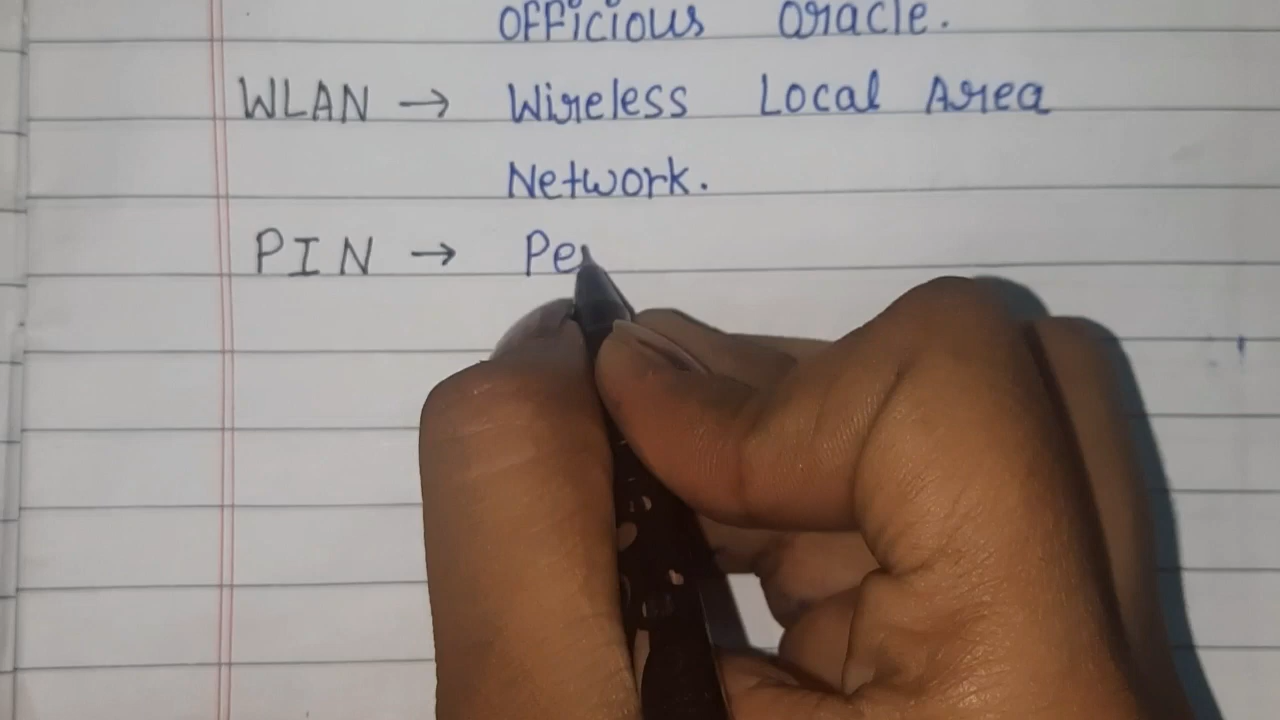 officious oracle.
WLAN → Wireless Local Area
Network.
PIN → Pe